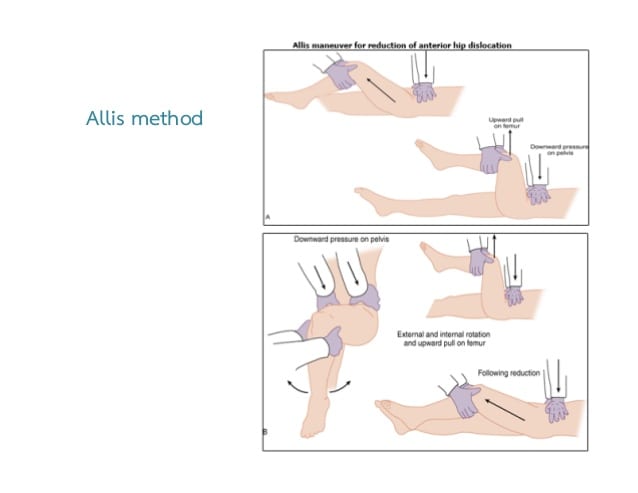 Allis maneuver for reduction of anterior hip dislocation
Allis method
Upward pull
on femur
Downward pressure
on pelvis
A
Downward pressure on pelvis
External and internal rotation
and upward pull on femur
Following reduction
B